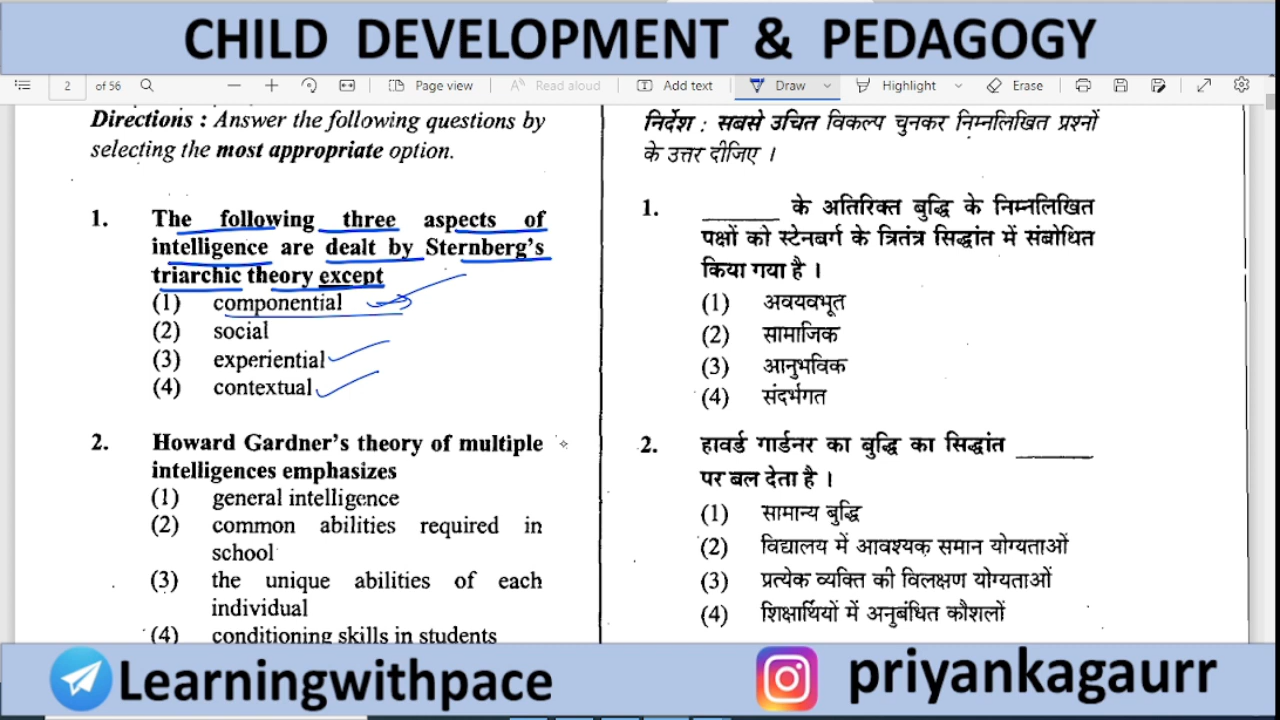 CHILD DEVELOPMENT & PEDAGOGY
2 of 56 Page view Read aloud Add text Draw Highlight Erase
Directions : Answer the following questions by
selecting the most appropriate option.
1. The following three aspects of
intelligence are dealt by Sternberg's
triarchic theory except
(1) componential
(2) social
(3) experiential
(4) contextual
2. Howard Gardner's theory of multiple
intelligences emphasizes
(1) general intelligence
(2) common abilities required in
school
(3) the unique abilities of each
individual
(4) conditioning skills in students
निर्देश : सबसे उचित विकल्प चुनकर निम्नलिखित प्रश्नों
के उत्तर दीजिए ।
1. ________ के अतिरिक्त बुद्धि के निम्नलिखित
पक्षों को स्टेनबर्ग के त्रितंत्र सिद्धांत में संबोधित
किया गया है ।
(1) अवयवभूत
(2) सामाजिक
(3) आनुभविक
(4) संदर्भगत
2. हावर्ड गार्डनर का बुद्धि का सिद्धांत ________
पर बल देता है ।
(1) सामान्य बुद्धि
(2) विद्यालय में आवश्यक समान योग्यताओं
(3) प्रत्येक व्यक्ति की विलक्षण योग्यताओं
(4) शिक्षार्थियों में अनुबंधित कौशलों
Learningwithpace
priyankagaurr